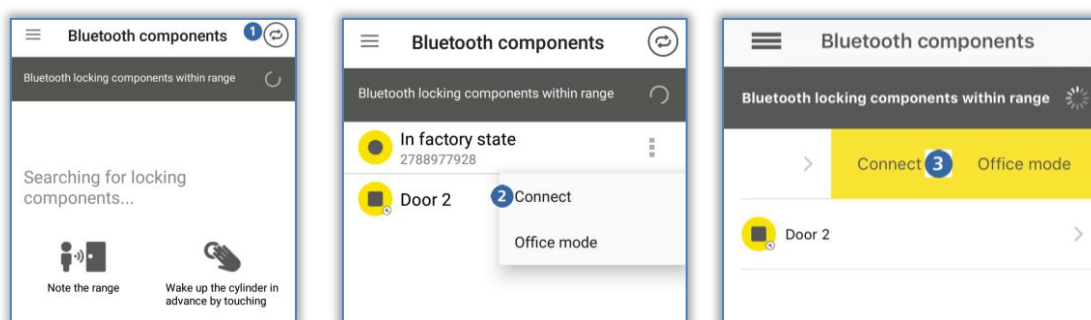 Bluetooth components 1
Bluetooth locking components within range
Searching for locking
components...
Note the range
Wake up the cylinder in
advance by touching
Bluetooth components
Bluetooth locking components within range
In factory state
2788977928
Door 2
2 Connect
Office mode
Bluetooth components
Bluetooth locking components within range
Connect 3 Office mode
Door 2